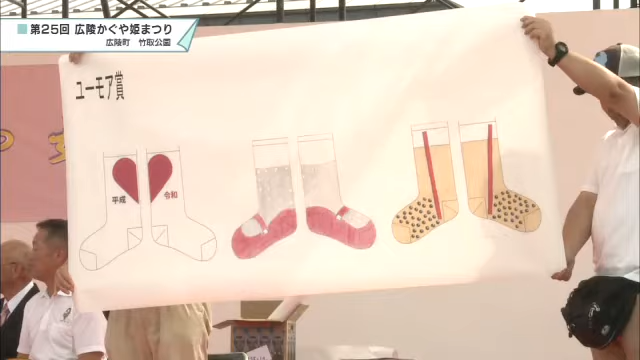 第25回 広陵かぐや姫まつり
広陵町 竹取公園
ユーモア賞
平成
令和